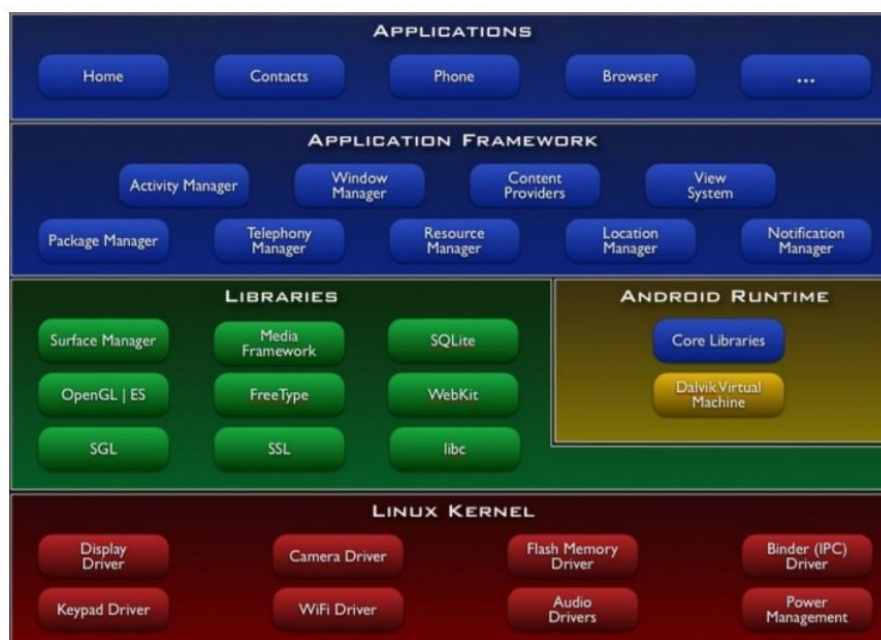 APPLICATIONS
Home
Contacts
Phone
Browser
...
APPLICATION FRAMEWORK
Activity Manager
Window
Manager
Content
Providers
View
System
Package Manager
Telephony
Manager
Resource
Manager
Location
Manager
Notification
Manager
LIBRARIES
Surface Manager
Media
Framework
SQLite
OpenGL | ES
FreeType
WebKit
SGL
SSL
libc
ANDROID RUNTIME
Core Libraries
Dalvik Virtual
Machine
LINUX KERNEL
Display
Driver
Camera Driver
Flash Memory
Driver
Binder (IPC)
Driver
Keypad Driver
WiFi Driver
Audio
Drivers
Power
Management